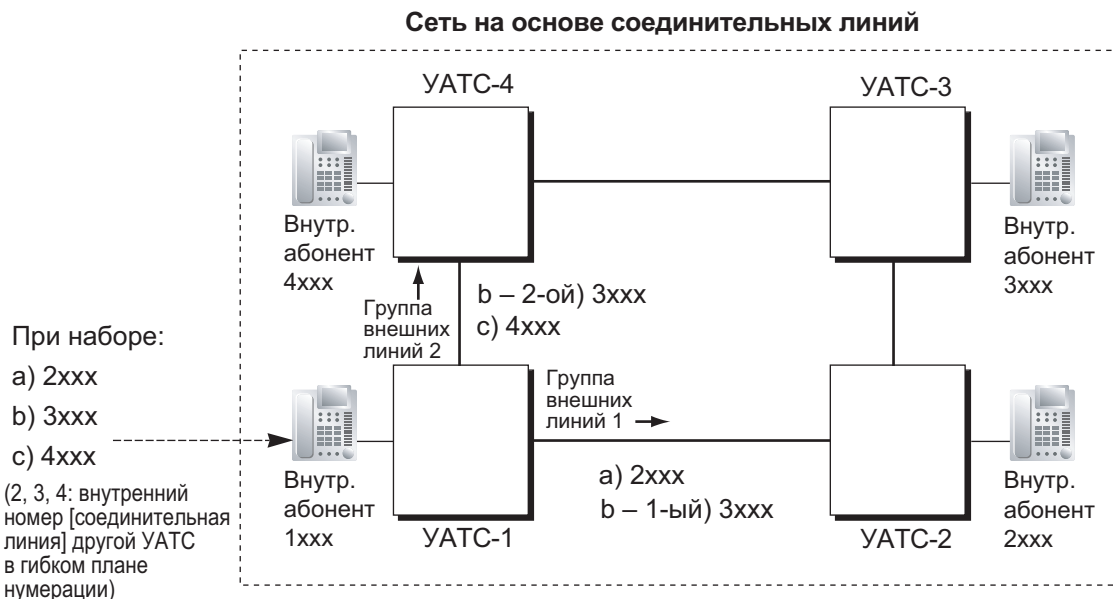 Сеть на основе соединительных линий
УАТС-4
УАТС-3
Внутр.
абонент
4xxx
Внутр.
абонент
3xxx
Группа
внешних
линий 2
b – 2-ой) 3xxx
c) 4xxx
При наборе:
a) 2xxx
b) 3xxx
c) 4xxx
(2, 3, 4: внутренний
номер [соединительная
линия] другой УАТС
в гибком плане
нумерации)
Группа
внешних
линий 1
a) 2xxx
b – 1-ый) 3xxx
Внутр.
абонент
1xxx
УАТС-1
УАТС-2
Внутр.
абонент
2xxx